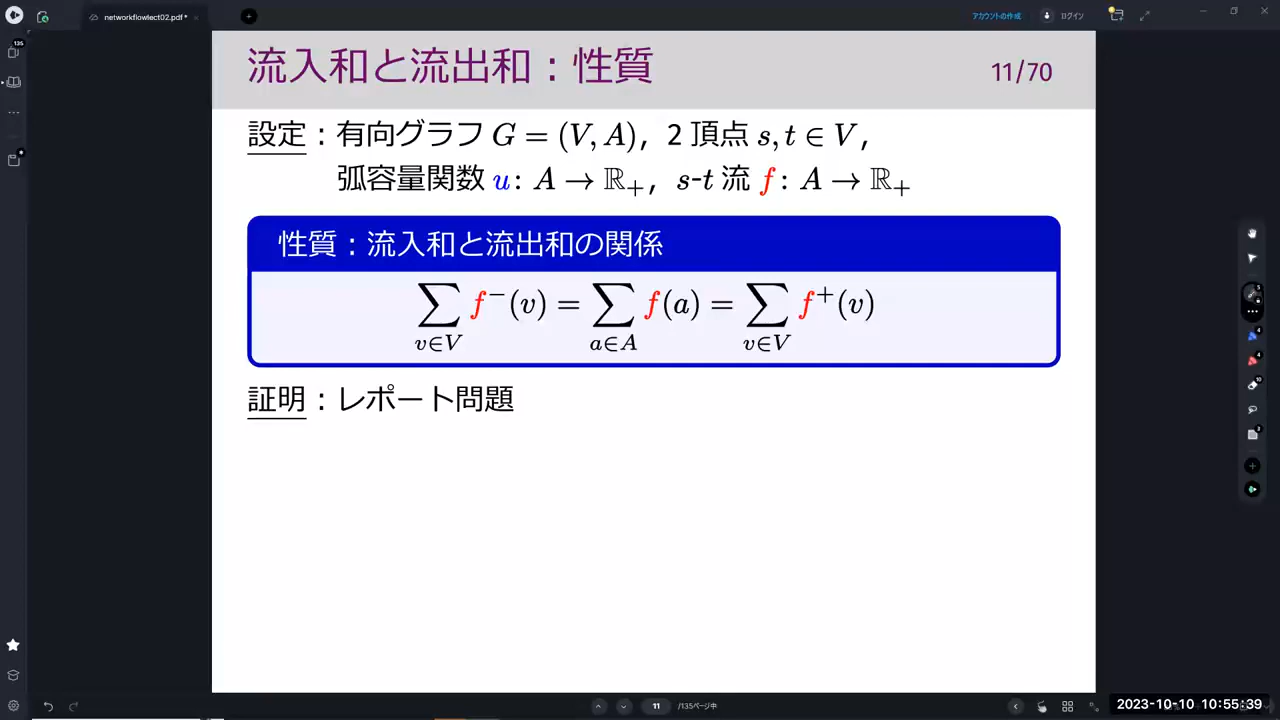 networkflowlect02.pdf *
アカウントの作成
ログイン
135
流入和と流出和：性質
11/70
設定：有向グラフ G = (V, A)，2 頂点 s, t ∈ V，
弧容量関数 u: A → ℝ₊，s-t 流 f: A → ℝ₊
性質：流入和と流出和の関係
∑_{v∈V} f⁻(v) = ∑_{a∈A} f(a) = ∑_{v∈V} f⁺(v)
証明：レポート問題
11
/135ページ中
2023-10-10 10:55:39